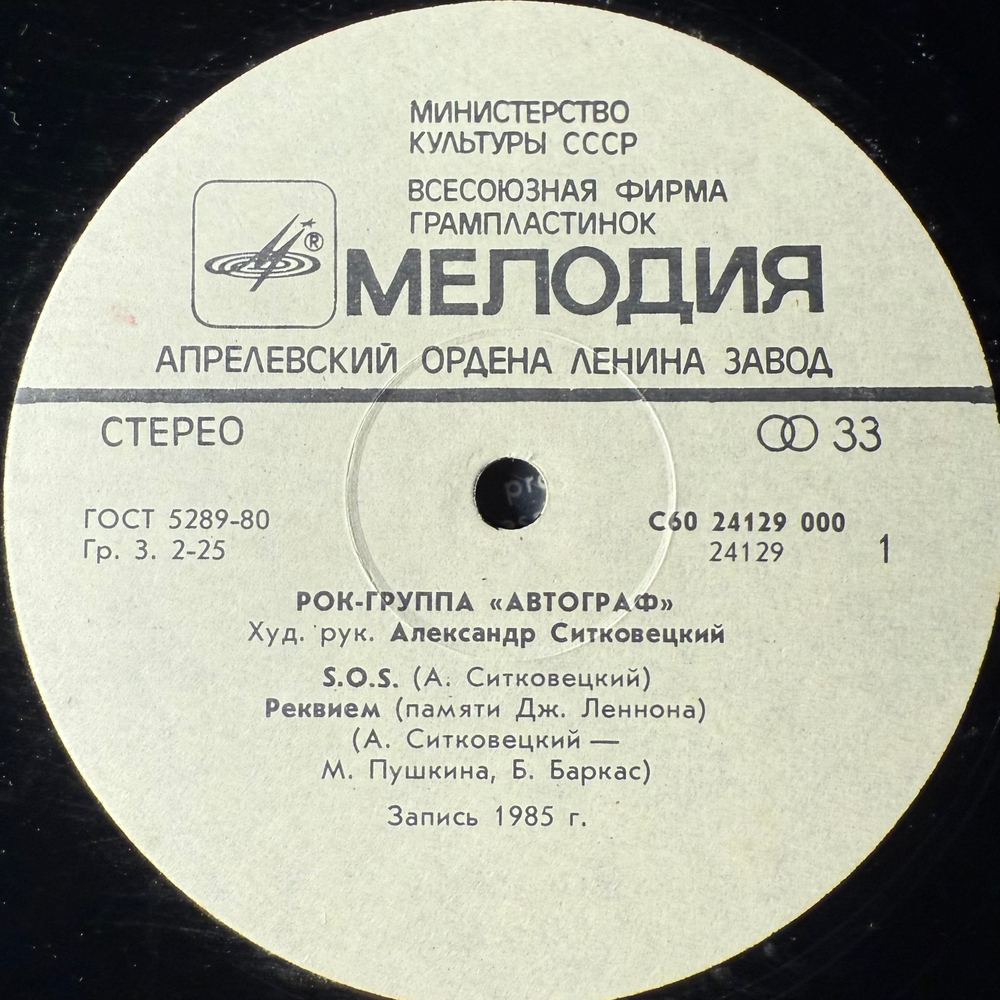 МИНИСТЕРСТВО
КУЛЬТУРЫ СССР
ВСЕСОЮЗНАЯ ФИРМА
ГРАМПЛАСТИНОК
®
МЕЛОДИЯ
АПРЕЛЕВСКИЙ ОРДЕНА ЛЕНИНА ЗАВОД
СТЕРЕО 33
ГОСТ 5289-80 С60 24129 000
Гр. 3. 2-25 24129 1
РОК-ГРУППА «АВТОГРАФ»
Худ. рук. Александр Ситковецкий
S.O.S. (А. Ситковецкий)
Реквием (памяти Дж. Леннона)
(А. Ситковецкий —
М. Пушкина, Б. Баркас)
Запись 1985 г.